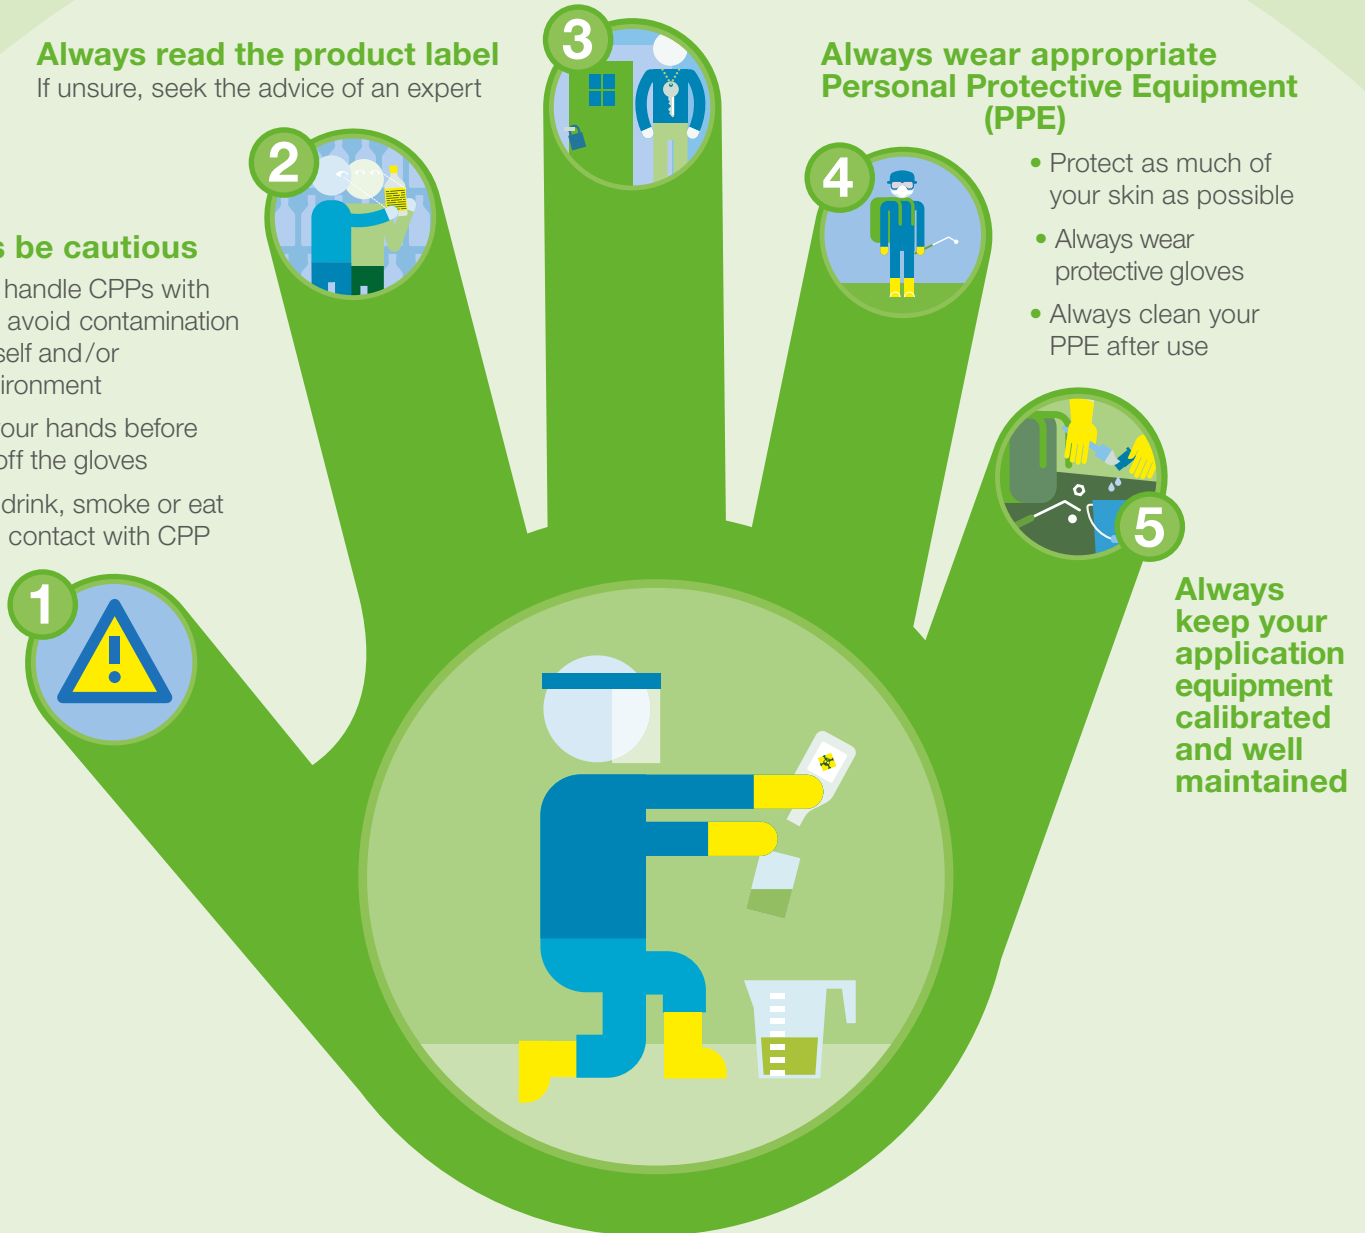 Always read the product label
If unsure, seek the advice of an expert
3
Always wear appropriate
Personal Protective Equipment
(PPE)
• Protect as much of
your skin as possible
• Always wear
protective gloves
• Always clean your
PPE after use
2
4
be cautious
handle CPPs with
avoid contamination
self and/or
ironment
your hands before
off the gloves
drink, smoke or eat
contact with CPP
1
5
Always
keep your
application
equipment
calibrated
and well
maintained